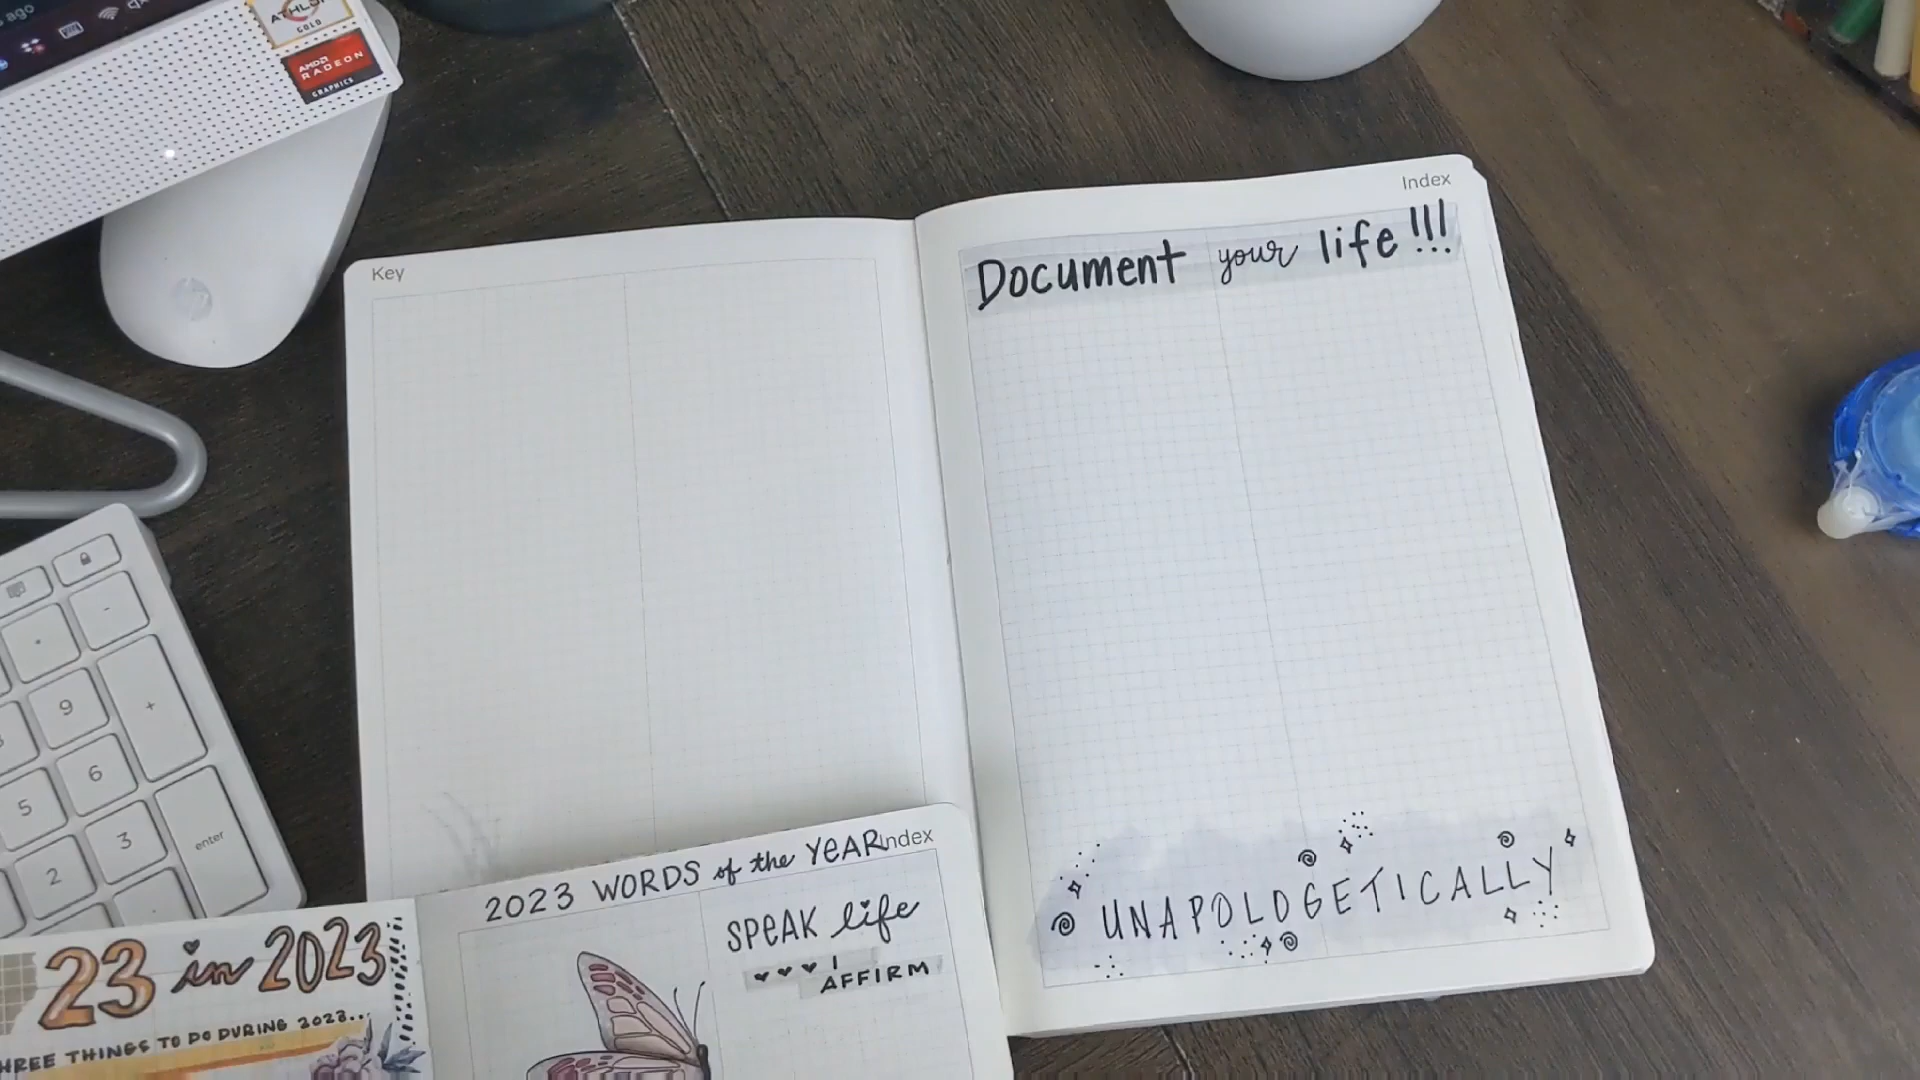 ago
ATHLON
GOLD
AMD
RADEON
GRAPHICS
Key
Index
Document your life!!!
UNAPOLOGETICALLY
2023 WORDS of the YEAR Index
SPEAK life
I
AFFIRM
23 in 2023
THREE THINGS TO DO DURING 2023...
-
*
9
+
6
5
3
enter
2